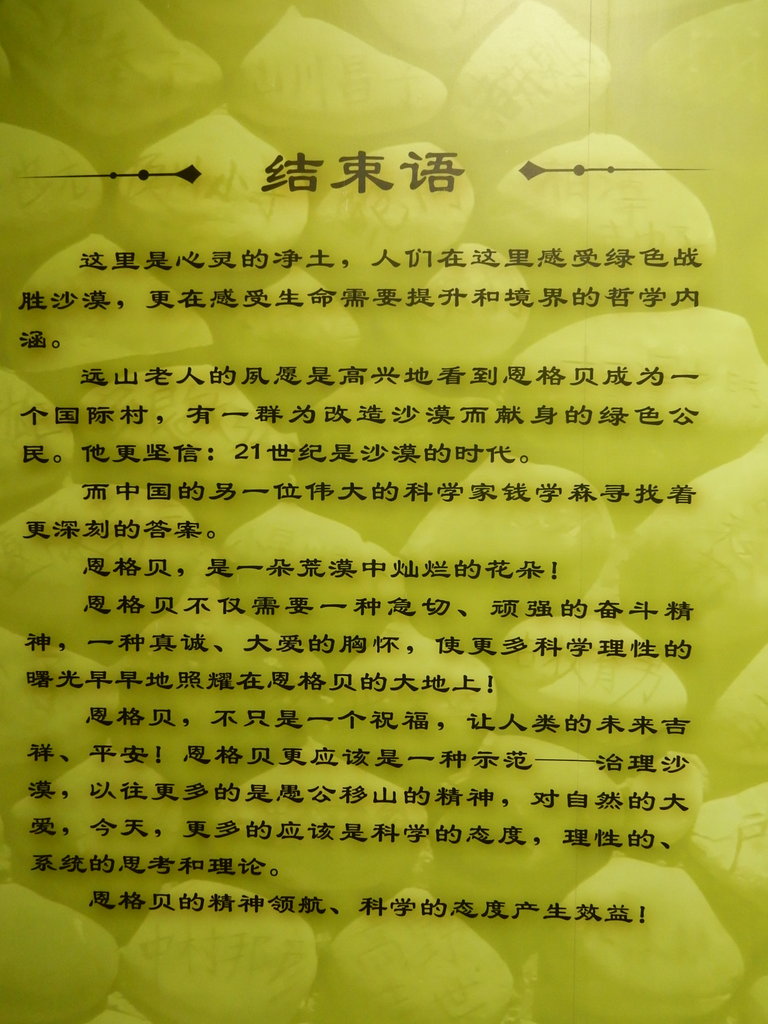 结束语
这里是心灵的净土，人们在这里感受绿色战
胜沙漠，更在感受生命需要提升和境界的哲学内
涵。
远山老人的夙愿是高兴地看到恩格贝成为一
个国际村，有一群为改造沙漠而献身的绿色公
民。他更坚信：21世纪是沙漠的时代。
而中国的另一位伟大的科学家钱学森寻找着
更深刻的答案。
恩格贝，是一朵荒漠中灿烂的花朵！
恩格贝不仅需要一种急切、顽强的奋斗精
神，一种真诚、大爱的胸怀，使更多科学理性的
曙光早早地照耀在恩格贝的大地上！
恩格贝，不只是一个祝福，让人类的未来吉
祥、平安！恩格贝更应该是一种示范——治理沙
漠，以往更多的是愚公移山的精神，对自然的大
爱，今天，更多的应该是科学的态度，理性的、
系统的思考和理论。
恩格贝的精神领航、科学的态度产生效益！